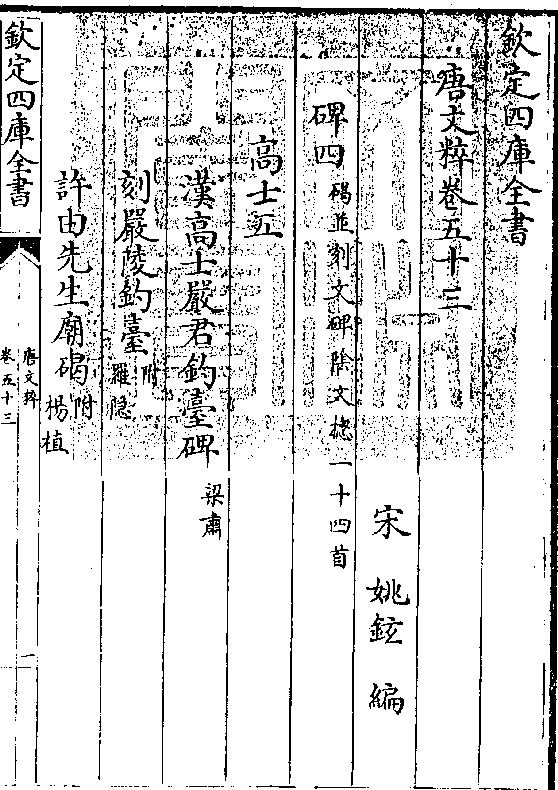 欽定四庫全書
唐文粹卷五十三
宋 姚鉉 編
碑四 碣並刻文碑陰文摠一十四首
高士五
漢高士嚴君釣臺碑 梁肅
刻嚴陵釣臺 附 羅隐
許由先生廟碣 附 楊植
欽定四庫全書
唐文粹
卷五十三
一